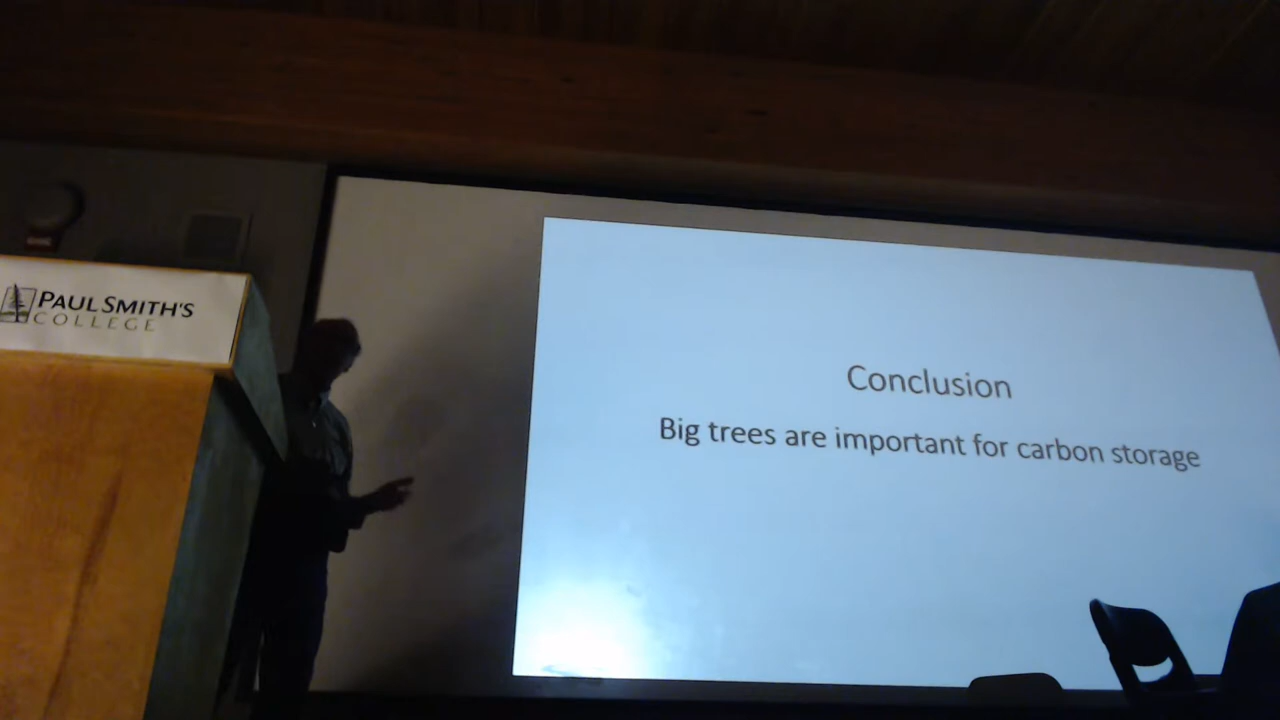 PAUL SMITH'S
COLLEGE
Conclusion
Big trees are important for carbon storage